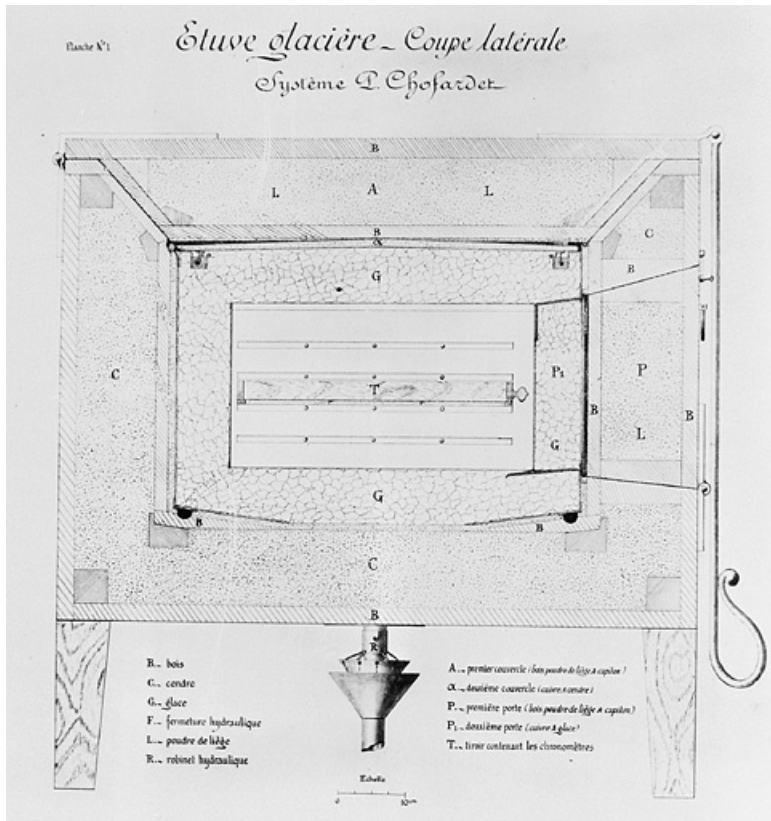 Planche N° 1
Etuve glacière - Coupe latérale
Système P. Chofardet
B
L A L
B
α
C
G
B
C
P
P1
T
B
B
L
G
G
B
B
C
B
R
B... bois
C... cendre
G... glace
F... fermeture hydraulique
L... poudre de liège
R... robinet hydraulique
A... premier couvercle (bois poudre de liège & capiton)
α... deuxième couvercle (cuivre & cendre)
P... première porte (bois poudre de liège & capiton)
P1... deuxième porte (cuivre & glace)
T... tiroir contenant les chronomètres
Echelle
0 10 cm